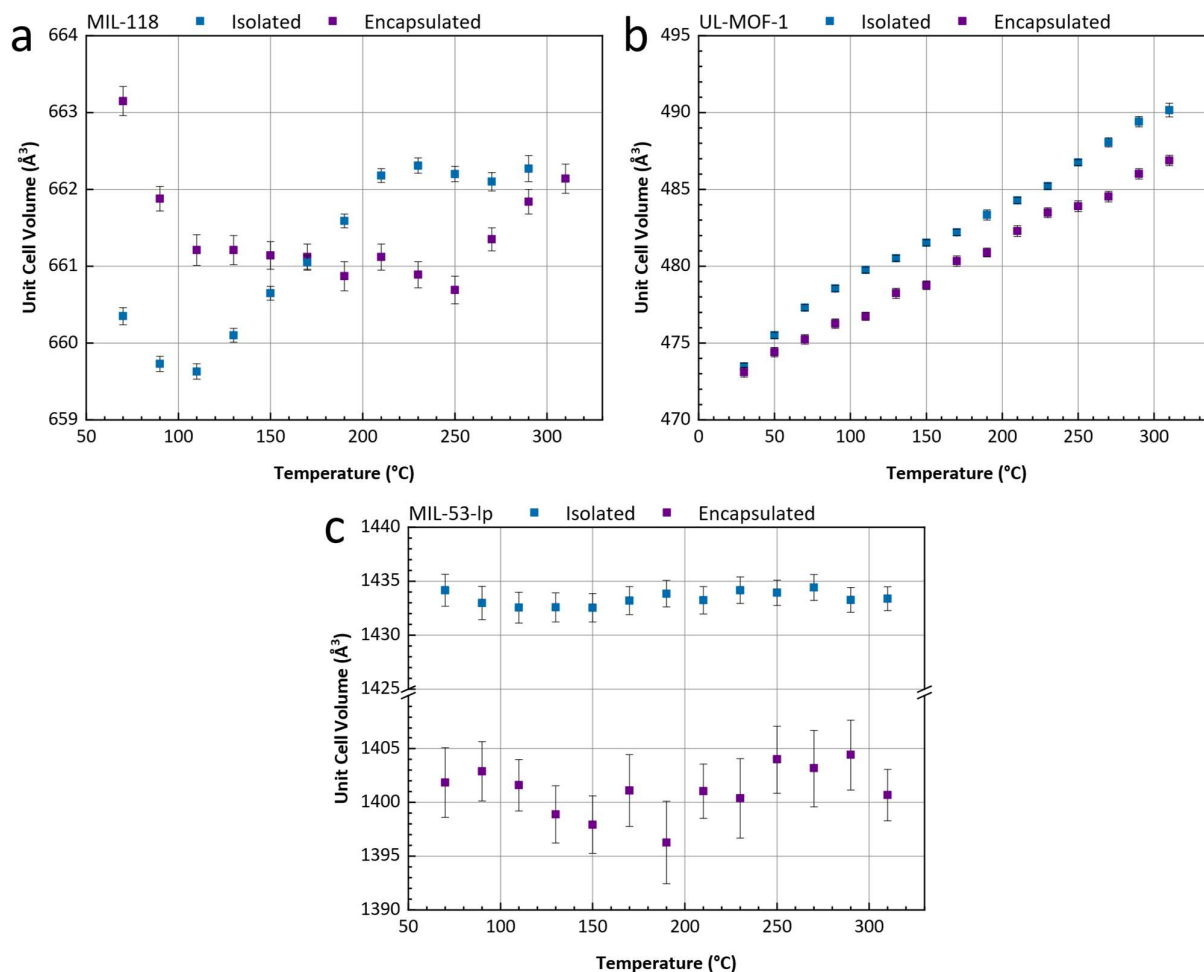 a
MIL-118 Isolated Encapsulated
664
663
662
661
660
659
Unit Cell Volume (Å³)
50 100 150 200 250 300
Temperature (°C)
b
UL-MOF-1 Isolated Encapsulated
495
490
485
480
475
470
Unit Cell Volume (Å³)
0 50 100 150 200 250 300
Temperature (°C)
c
MIL-53-lp Isolated Encapsulated
1440
1435
1430
1425
1405
1400
1395
1390
Unit Cell Volume (Å³)
50 100 150 200 250 300
Temperature (°C)